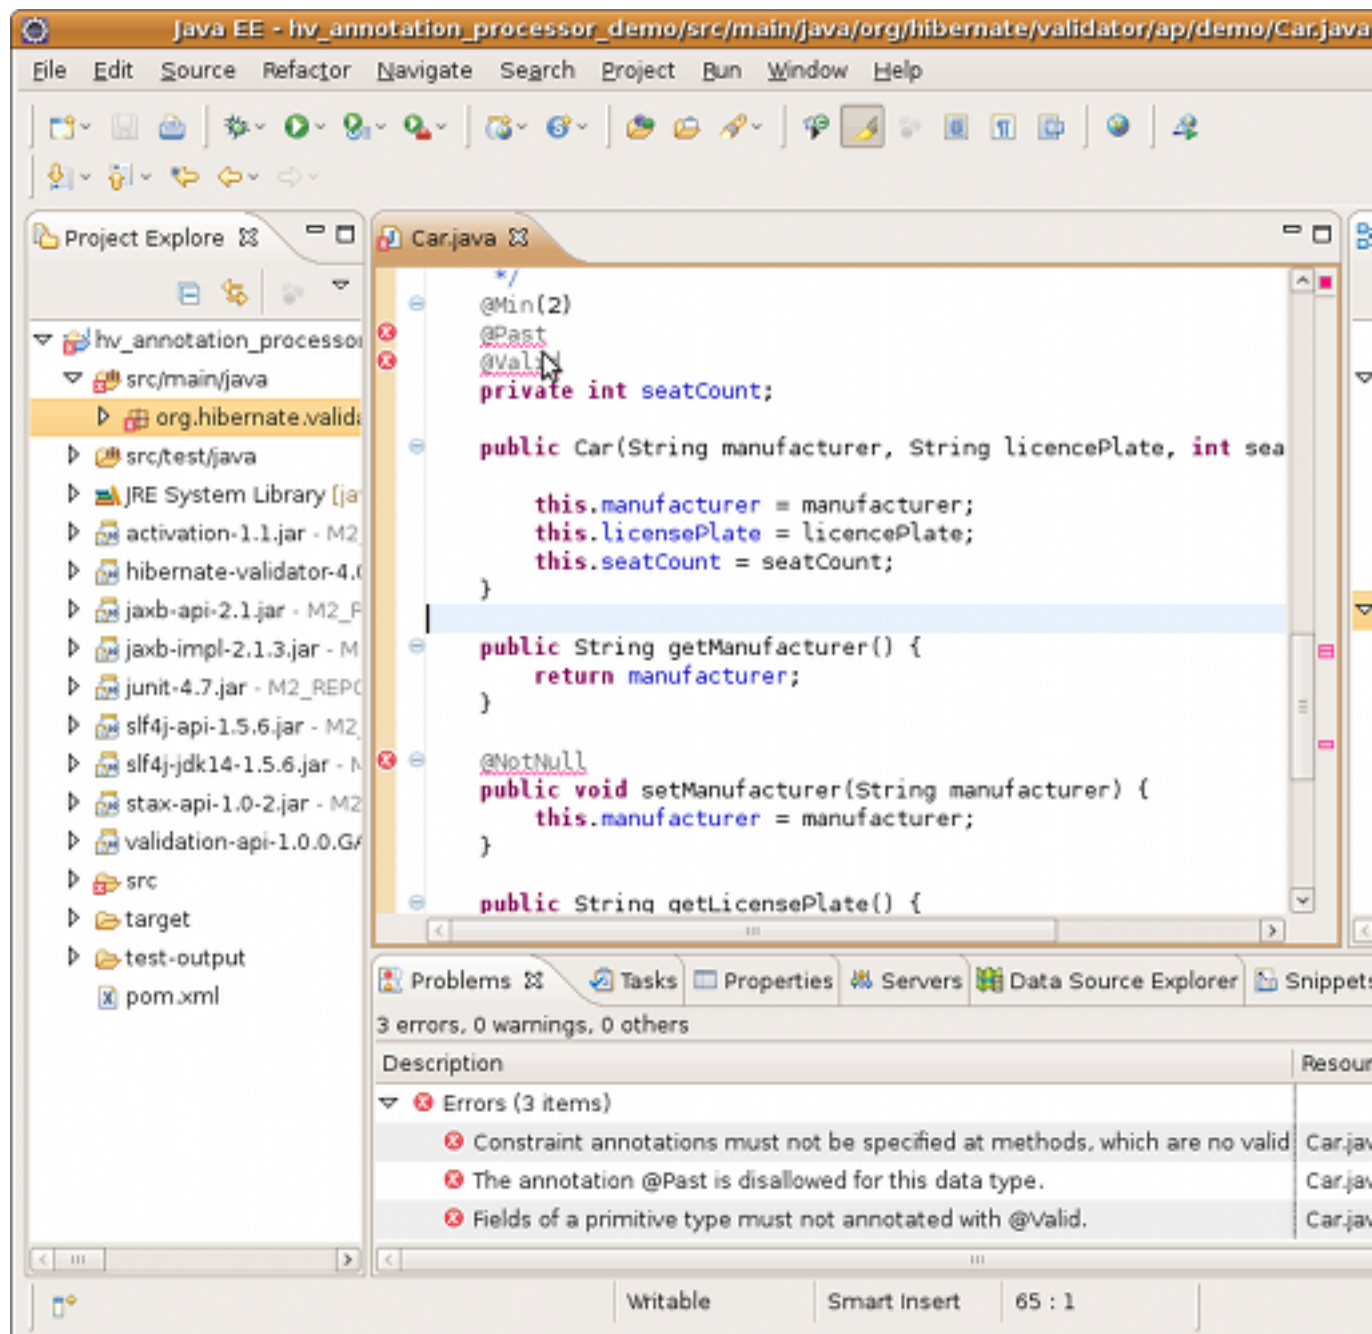 Java EE - hv_annotation_processor_demo/src/main/java/org/hibernate/validator/ap/demo/Car.java
File Edit Source Refactor Navigate Search Project Run Window Help
Project Explore
hv_annotation_processo
src/main/java
org.hibernate.valida
src/test/java
JRE System Library [ja
activation-1.1.jar - M2_
hibernate-validator-4.0
jaxb-api-2.1.jar - M2_F
jaxb-impl-2.1.3.jar - M
junit-4.7.jar - M2_REPO
slf4j-api-1.5.6.jar - M2_
slf4j-jdk14-1.5.6.jar - M
stax-api-1.0-2.jar - M2
validation-api-1.0.0.GA
src
target
test-output
pom.xml
Car.java
*/
@Min(2)
@Past
@Valid
private int seatCount;
public Car(String manufacturer, String licencePlate, int sea
this.manufacturer = manufacturer;
this.licensePlate = licencePlate;
this.seatCount = seatCount;
}
public String getManufacturer() {
return manufacturer;
}
@NotNull
public void setManufacturer(String manufacturer) {
this.manufacturer = manufacturer;
}
public String getLicensePlate() {
Problems Tasks Properties Servers Data Source Explorer Snippets
3 errors, 0 warnings, 0 others
Description Resour
Errors (3 items)
Constraint annotations must not be specified at methods, which are no valid Car.jav
The annotation @Past is disallowed for this data type. Car.jav
Fields of a primitive type must not annotated with @Valid. Car.jav
Writable Smart Insert 65 : 1